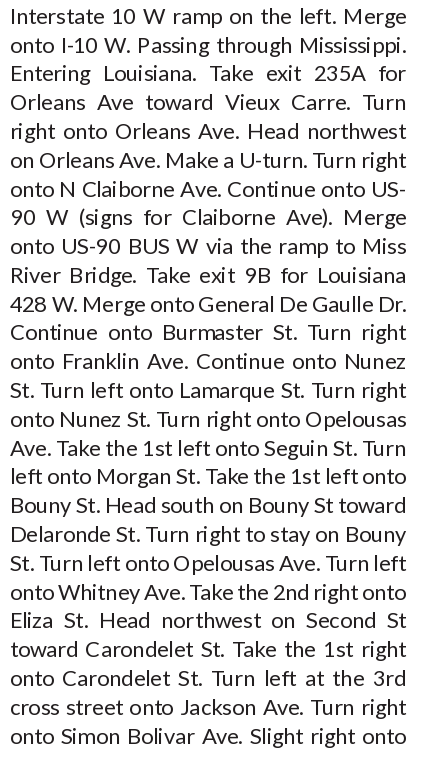 Interstate 10 W ramp on the left. Merge
onto I-10 W. Passing through Mississippi.
Entering Louisiana. Take exit 235A for
Orleans Ave toward Vieux Carre. Turn
right onto Orleans Ave. Head northwest
on Orleans Ave. Make a U-turn. Turn right
onto N Claiborne Ave. Continue onto US-
90 W (signs for Claiborne Ave). Merge
onto US-90 BUS W via the ramp to Miss
River Bridge. Take exit 9B for Louisiana
428 W. Merge onto General De Gaulle Dr.
Continue onto Burmaster St. Turn right
onto Franklin Ave. Continue onto Nunez
St. Turn left onto Lamarque St. Turn right
onto Nunez St. Turn right onto Opelousas
Ave. Take the 1st left onto Seguin St. Turn
left onto Morgan St. Take the 1st left onto
Bouny St. Head south on Bouny St toward
Delaronde St. Turn right to stay on Bouny
St. Turn left onto Opelousas Ave. Turn left
onto Whitney Ave. Take the 2nd right onto
Eliza St. Head northwest on Second St
toward Carondelet St. Take the 1st right
onto Carondelet St. Turn left at the 3rd
cross street onto Jackson Ave. Turn right
onto Simon Bolivar Ave. Slight right onto